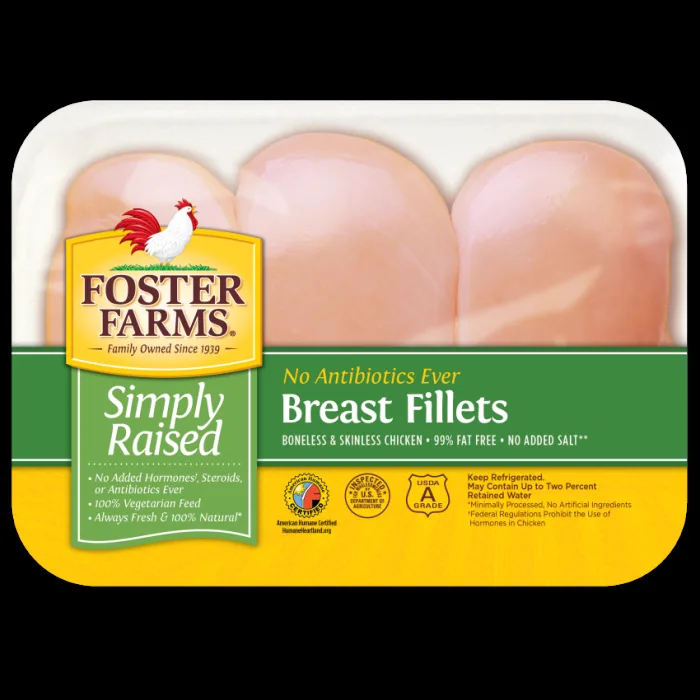 FOSTER
FARMS®
Family Owned Since 1939
Simply
Raised
• No Added Hormones†, Steroids,
or Antibiotics Ever
• 100% Vegetarian Feed
• Always Fresh & 100% Natural*
No Antibiotics Ever
Breast Fillets
BONELESS & SKINLESS CHICKEN • 99% FAT FREE • NO ADDED SALT**
American Humane
CERTIFIED
American Humane Certified
HumaneHeartland.org
INSPECTED
U.S.
DEPARTMENT OF
AGRICULTURE
USDA
A
GRADE
Keep Refrigerated.
May Contain Up to Two Percent
Retained Water
*Minimally Processed, No Artificial Ingredients
†Federal Regulations Prohibit the Use of
Hormones in Chicken